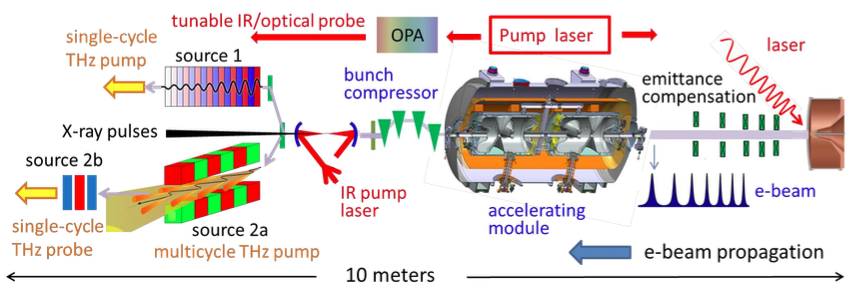 tunable IR/optical probe
OPA
Pump laser
laser
single-cycle
THz pump
source 1
bunch
compressor
emittance
compensation
X-ray pulses
source 2b
IR pump
laser
e-beam
accelerating
module
single-cycle
THz probe
source 2a
multicycle THz pump
e-beam propagation
10 meters